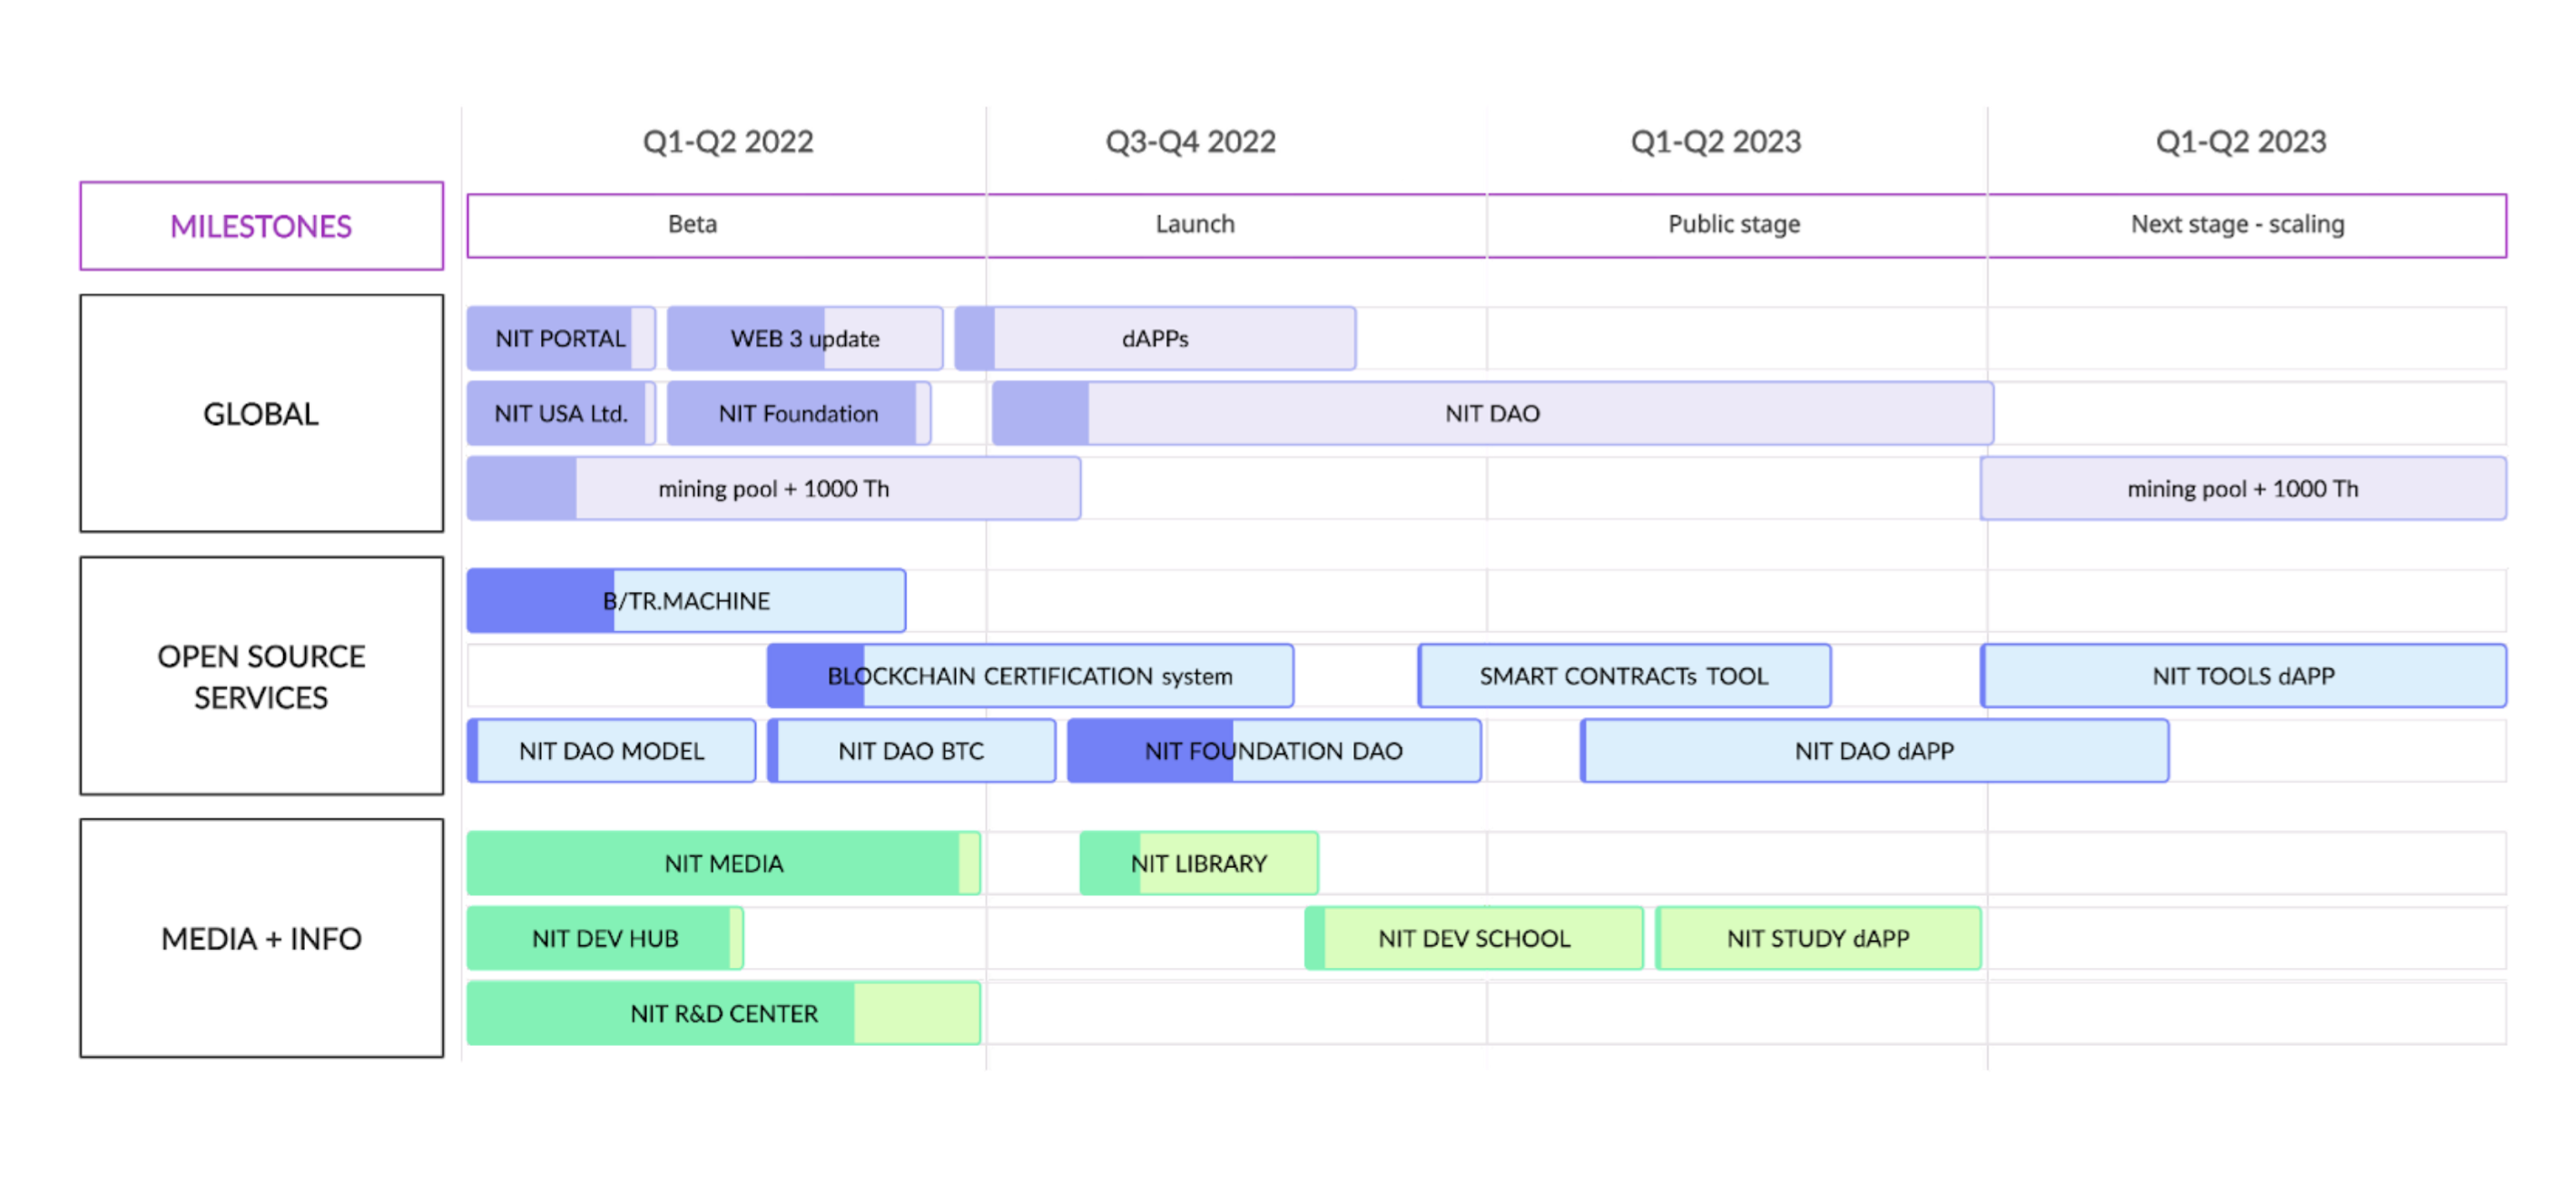 Q1-Q2 2022
Q3-Q4 2022
Q1-Q2 2023
Q1-Q2 2023
MILESTONES
Beta
Launch
Public stage
Next stage - scaling
GLOBAL
NIT PORTAL
WEB 3 update
dAPPs
NIT USA Ltd.
NIT Foundation
NIT DAO
mining pool + 1000 Th
mining pool + 1000 Th
OPEN SOURCE
SERVICES
B/TR.MACHINE
BLOCKCHAIN CERTIFICATION system
SMART CONTRACTs TOOL
NIT TOOLS dAPP
NIT DAO MODEL
NIT DAO BTC
NIT FOUNDATION DAO
NIT DAO dAPP
MEDIA + INFO
NIT MEDIA
NIT LIBRARY
NIT DEV HUB
NIT DEV SCHOOL
NIT STUDY dAPP
NIT R&D CENTER